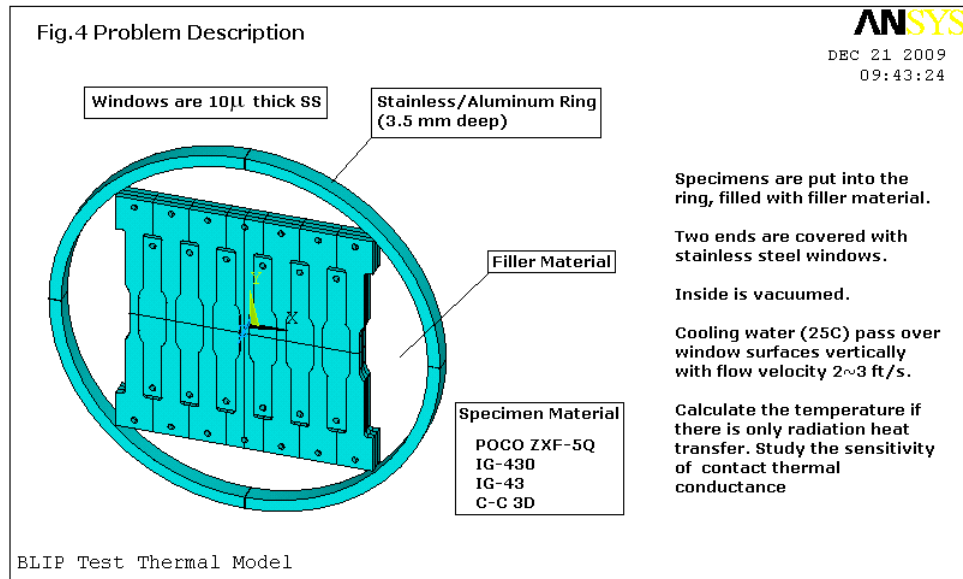 Fig.4 Problem Description
ANSYS
DEC 21 2009
09:43:24
Windows are 10μ thick SS
Stainless/Aluminum Ring
(3.5 mm deep)
Specimens are put into the
ring, filled with filler material.
Two ends are covered with
stainless steel windows.
Inside is vacuumed.
Cooling water (25C) pass over
window surfaces vertically
with flow velocity 2~3 ft/s.
Calculate the temperature if
there is only radiation heat
transfer. Study the sensitivity
of contact thermal
conductance
Filler Material
Y
X
Specimen Material
POCO ZXF-5Q
IG-430
IG-43
C-C 3D
BLIP Test Thermal Model